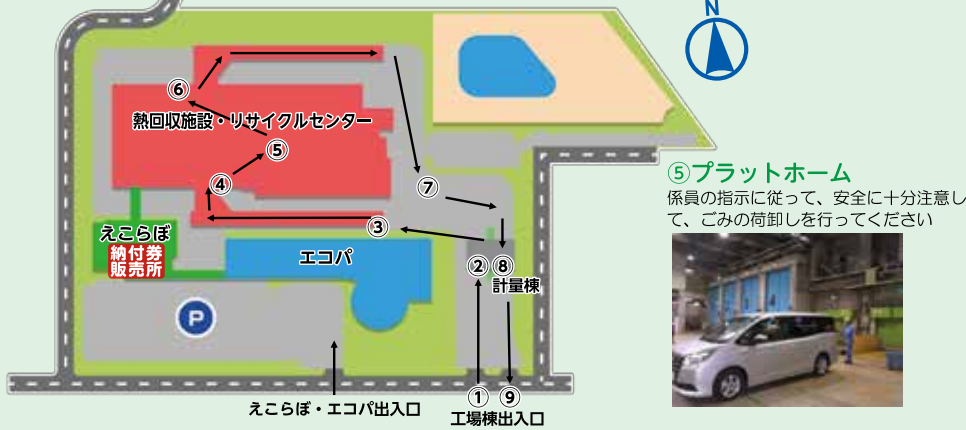 N
⑥
熱回収施設・リサイクルセンター
⑤
④
⑦
③
えこらぼ
納付券
販売所
エコパ
② ⑧
計量棟
P
① ⑨
えこらぼ・エコパ出入口
工場棟出入口
⑤プラットホーム
係員の指示に従って、安全に十分注意し
て、ごみの荷卸しを行ってください